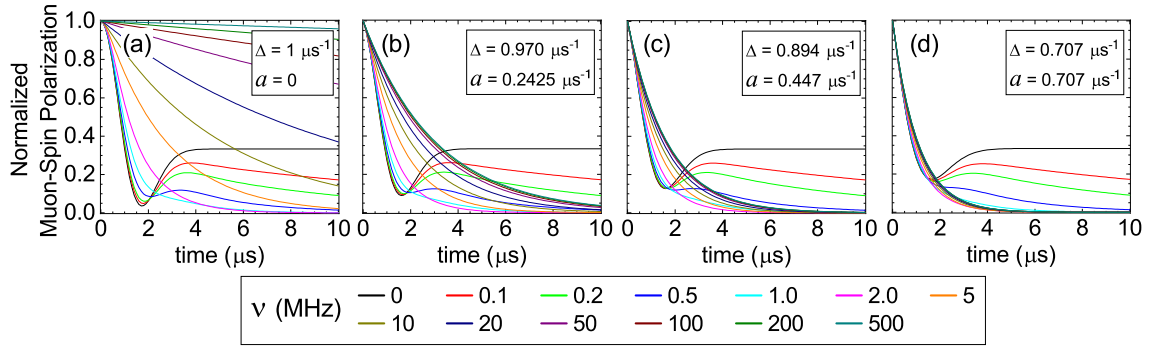 Normalized
Muon-Spin Polarization
1.0
0.8
0.6
0.4
0.2
0.0
(a)
Δ = 1 μs⁻¹
a = 0
0 2 4 6 8 10
time (μs)
(b)
Δ = 0.970 μs⁻¹
a = 0.2425 μs⁻¹
0 2 4 6 8 10
time (μs)
(c)
Δ = 0.894 μs⁻¹
a = 0.447 μs⁻¹
0 2 4 6 8 10
time (μs)
(d)
Δ = 0.707 μs⁻¹
a = 0.707 μs⁻¹
0 2 4 6 8 10
time (μs)
ν (MHz)
0 0.1 0.2 0.5 1.0 2.0 5
10 20 50 100 200 500